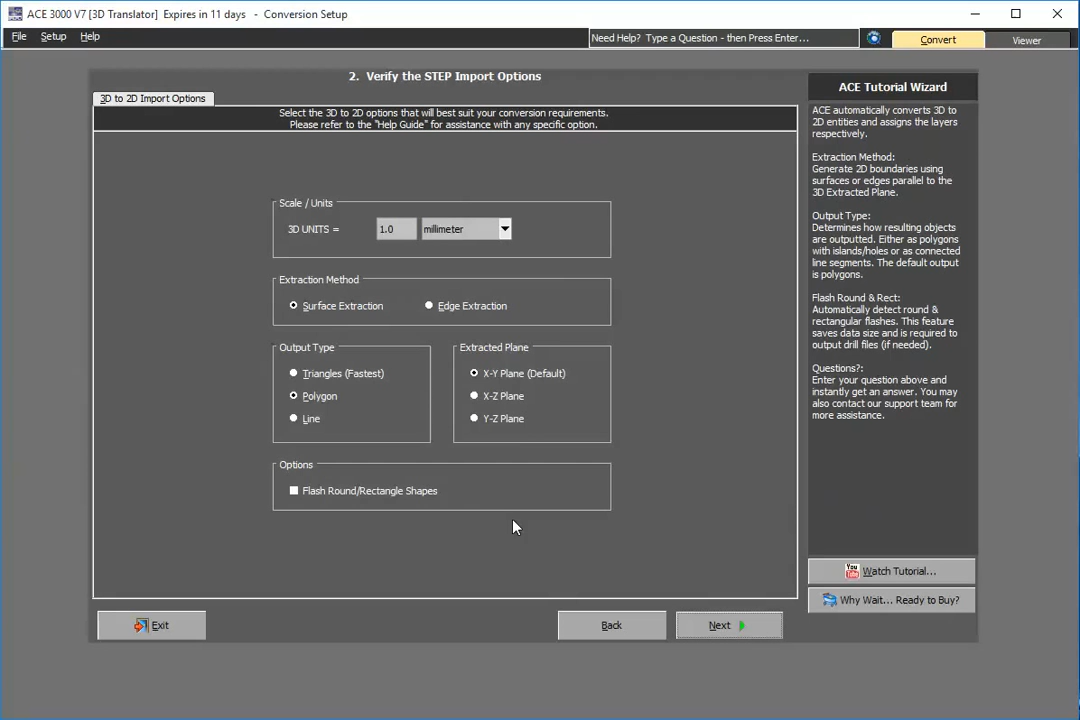 ACE 3000 V7 [3D Translator] Expires in 11 days - Conversion Setup
File Setup Help
Need Help? Type a Question - then Press Enter...
Convert
Viewer
2. Verify the STEP Import Options
3D to 2D Import Options
Select the 3D to 2D options that will best suit your conversion requirements.
Please refer to the "Help Guide" for assistance with any specific option.
Scale / Units
3D UNITS = 1.0 millimeter
Extraction Method
Surface Extraction Edge Extraction
Output Type
Triangles (Fastest)
Polygon
Line
Extracted Plane
X-Y Plane (Default)
X-Z Plane
Y-Z Plane
Options
Flash Round/Rectangle Shapes
Exit
Back
Next
ACE Tutorial Wizard
ACE automatically converts 3D to
2D entities and assigns the layers
respectively.
Extraction Method:
Generate 2D boundaries using
surfaces or edges parallel to the
3D Extracted Plane.
Output Type:
Determines how resulting objects
are outputted. Either as polygons
with islands/holes or as connected
line segments. The default output
is polygons.
Flash Round & Rect:
Automatically detect round &
rectangular flashes. This feature
saves data size and is required to
output drill files (if needed).
Questions?:
Enter your question above and
instantly get an answer. You may
also contact our support team for
more assistance.
You
Tube
Watch Tutorial...
Why Wait... Ready to Buy?